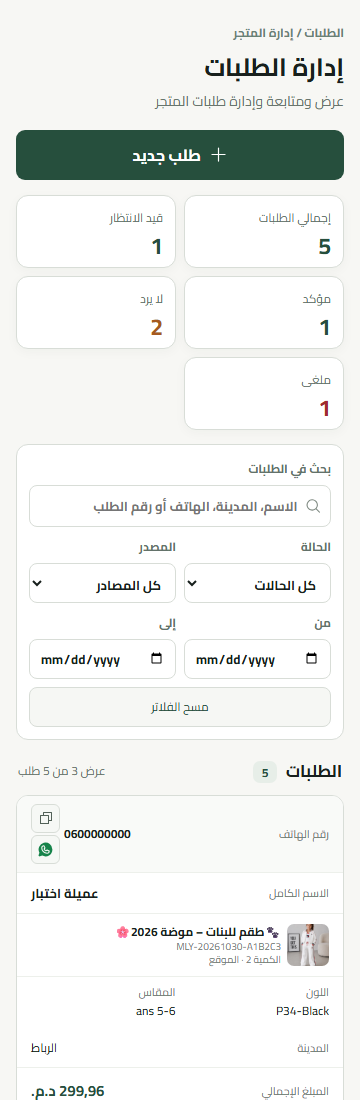 الطلبات / إدارة المتجر
إدارة الطلبات
عرض ومتابعة وإدارة طلبات المتجر
طلب جديد
إجمالي الطلبات
5
قيد الانتظار
1
مؤكد
1
لا يرد
2
ملغى
1
بحث في الطلبات
الاسم، المدينة، الهاتف أو رقم الطلب
الحالة
المصدر
كل الحالات
كل المصادر
من
إلى
mm/dd/yyyy
mm/dd/yyyy
مسح الفلاتر
الطلبات 5
عرض 3 من 5 طلب
رقم الهاتف
0600000000
الاسم الكامل
عميلة اختبار
🐾 طقم للبنات – موضة 2026 🌸
MLY-20261030-A1B2C3
الكمية 2 · الموقع
اللون
المقاس
P34-Black
5-6 ans
المدينة
الرباط
المبلغ الإجمالي
299,96 د.م.